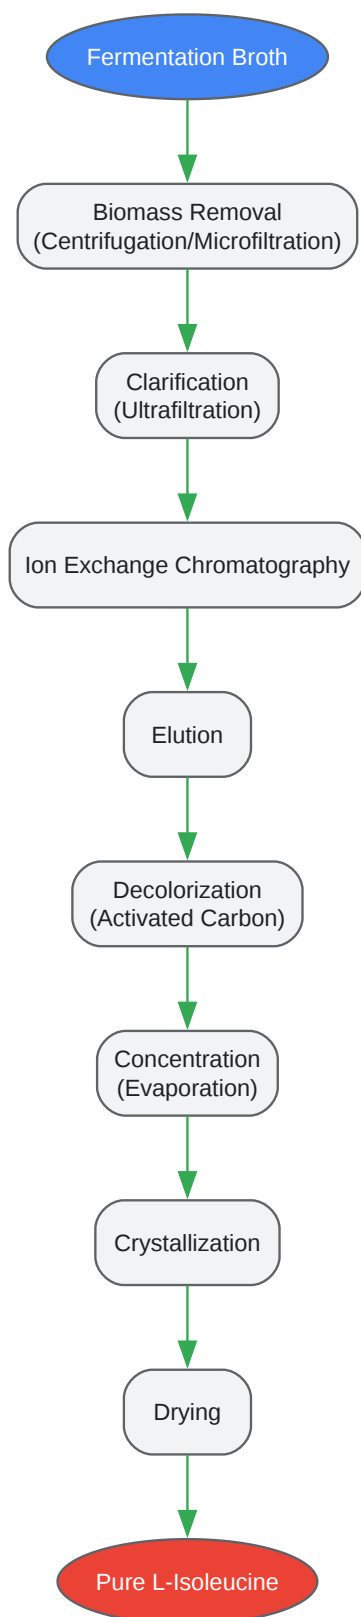 Fermentation Broth
Biomass Removal
(Centrifugation/Microfiltration)
Clarification
(Ultrafiltration)
Ion Exchange Chromatography
Elution
Decolorization
(Activated Carbon)
Concentration
(Evaporation)
Crystallization
Drying
Pure L-Isoleucine